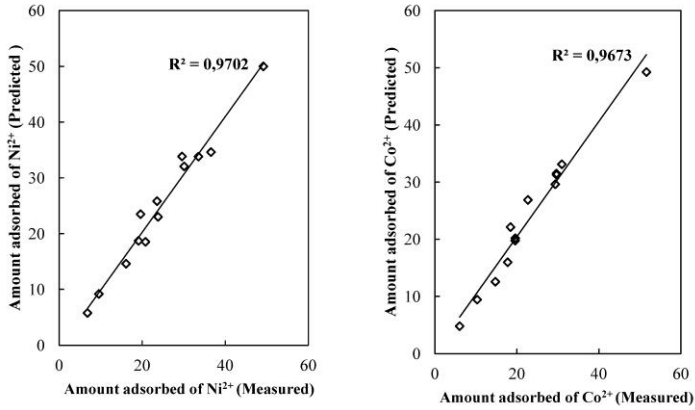 60
50
40
30
20
10
0
R² = 0,9702
Amount adsorbed of Ni²⁺ (Predicted )
0 20 40 60
Amount adsorbed of Ni²⁺ (Measured)
60
50
40
30
20
10
0
R² = 0,9673
Amount adsorbed of Co²⁺ (Predicted )
0 20 40 60
Amount adsorbed of Co²⁺ (Measured)